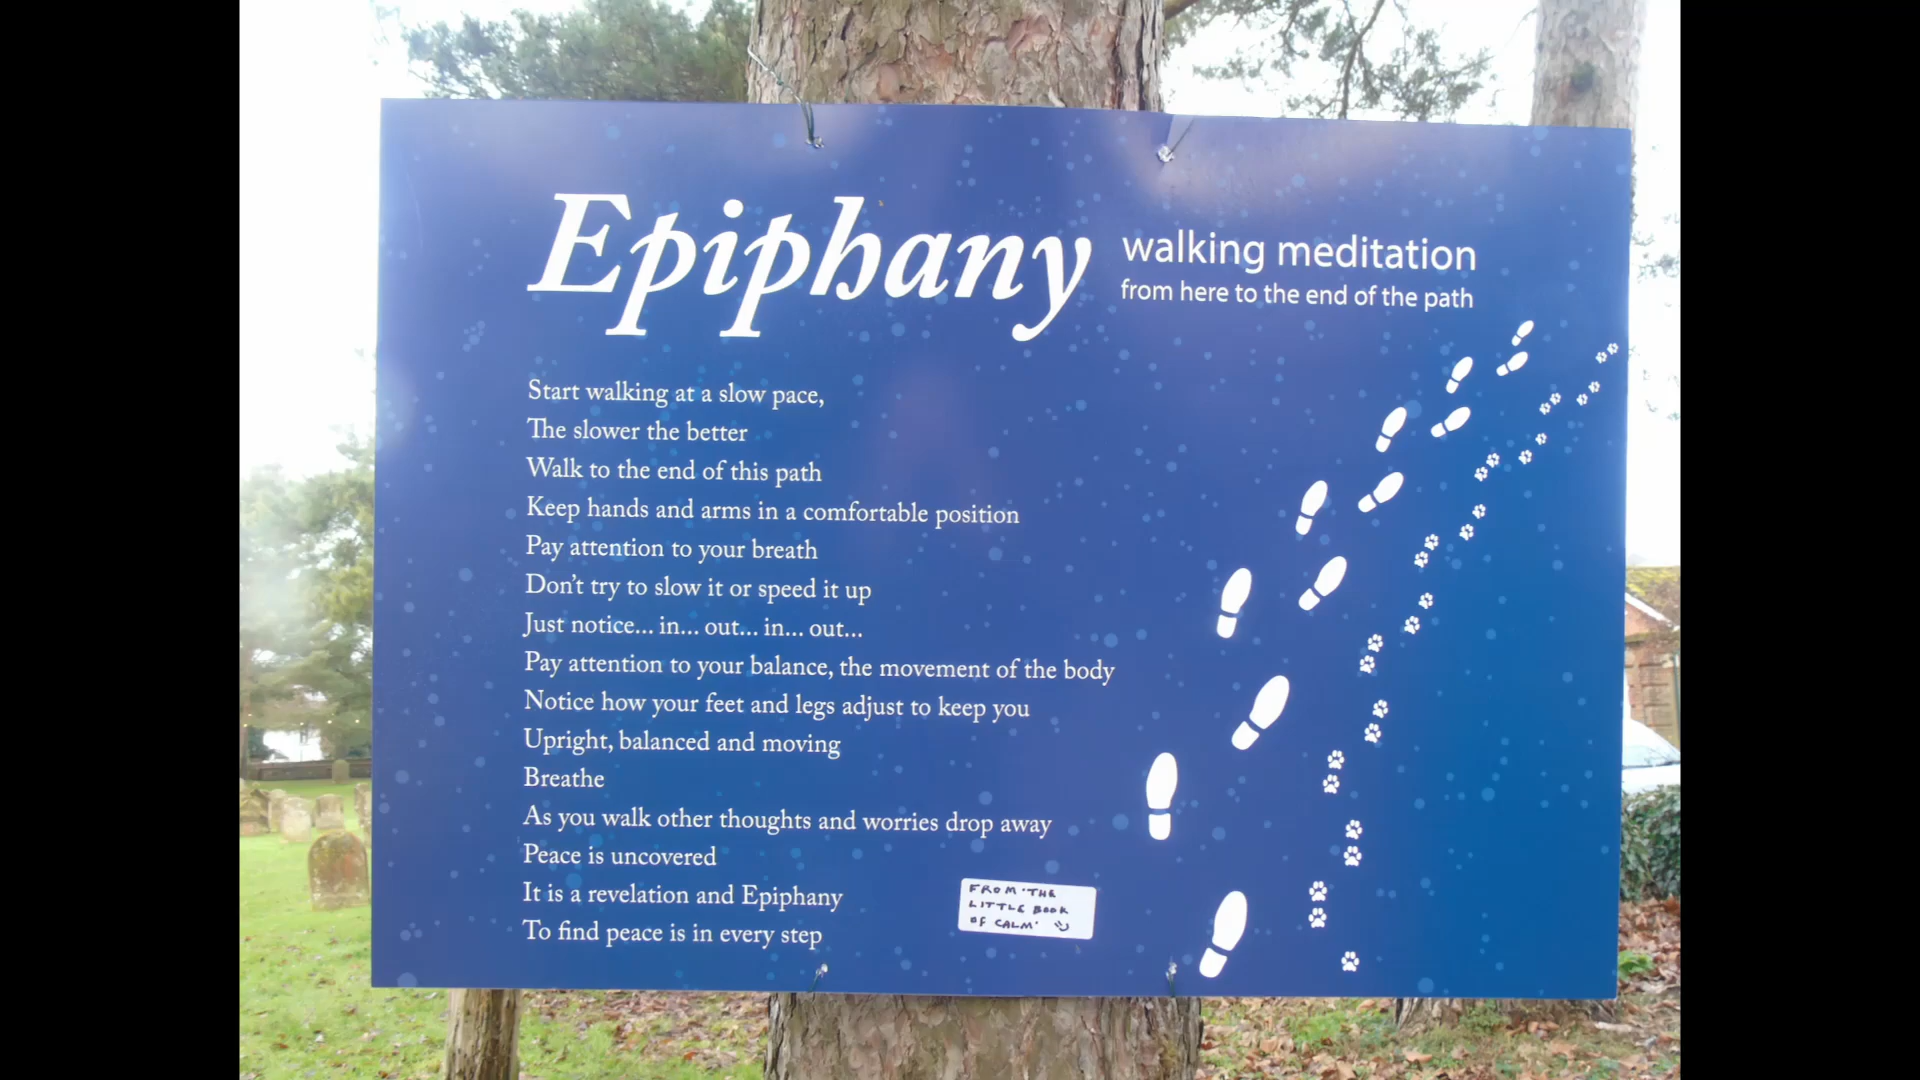 Epiphany
walking meditation
from here to the end of the path
Start walking at a slow pace,
The slower the better
Walk to the end of this path
Keep hands and arms in a comfortable position
Pay attention to your breath
Don't try to slow it or speed it up
Just notice... in... out... in... out...
Pay attention to your balance, the movement of the body
Notice how your feet and legs adjust to keep you
Upright, balanced and moving
Breathe
As you walk other thoughts and worries drop away
Peace is uncovered
It is a revelation and Epiphany
To find peace is in every step
FROM 'THE
LITTLE BOOK
OF CALM'